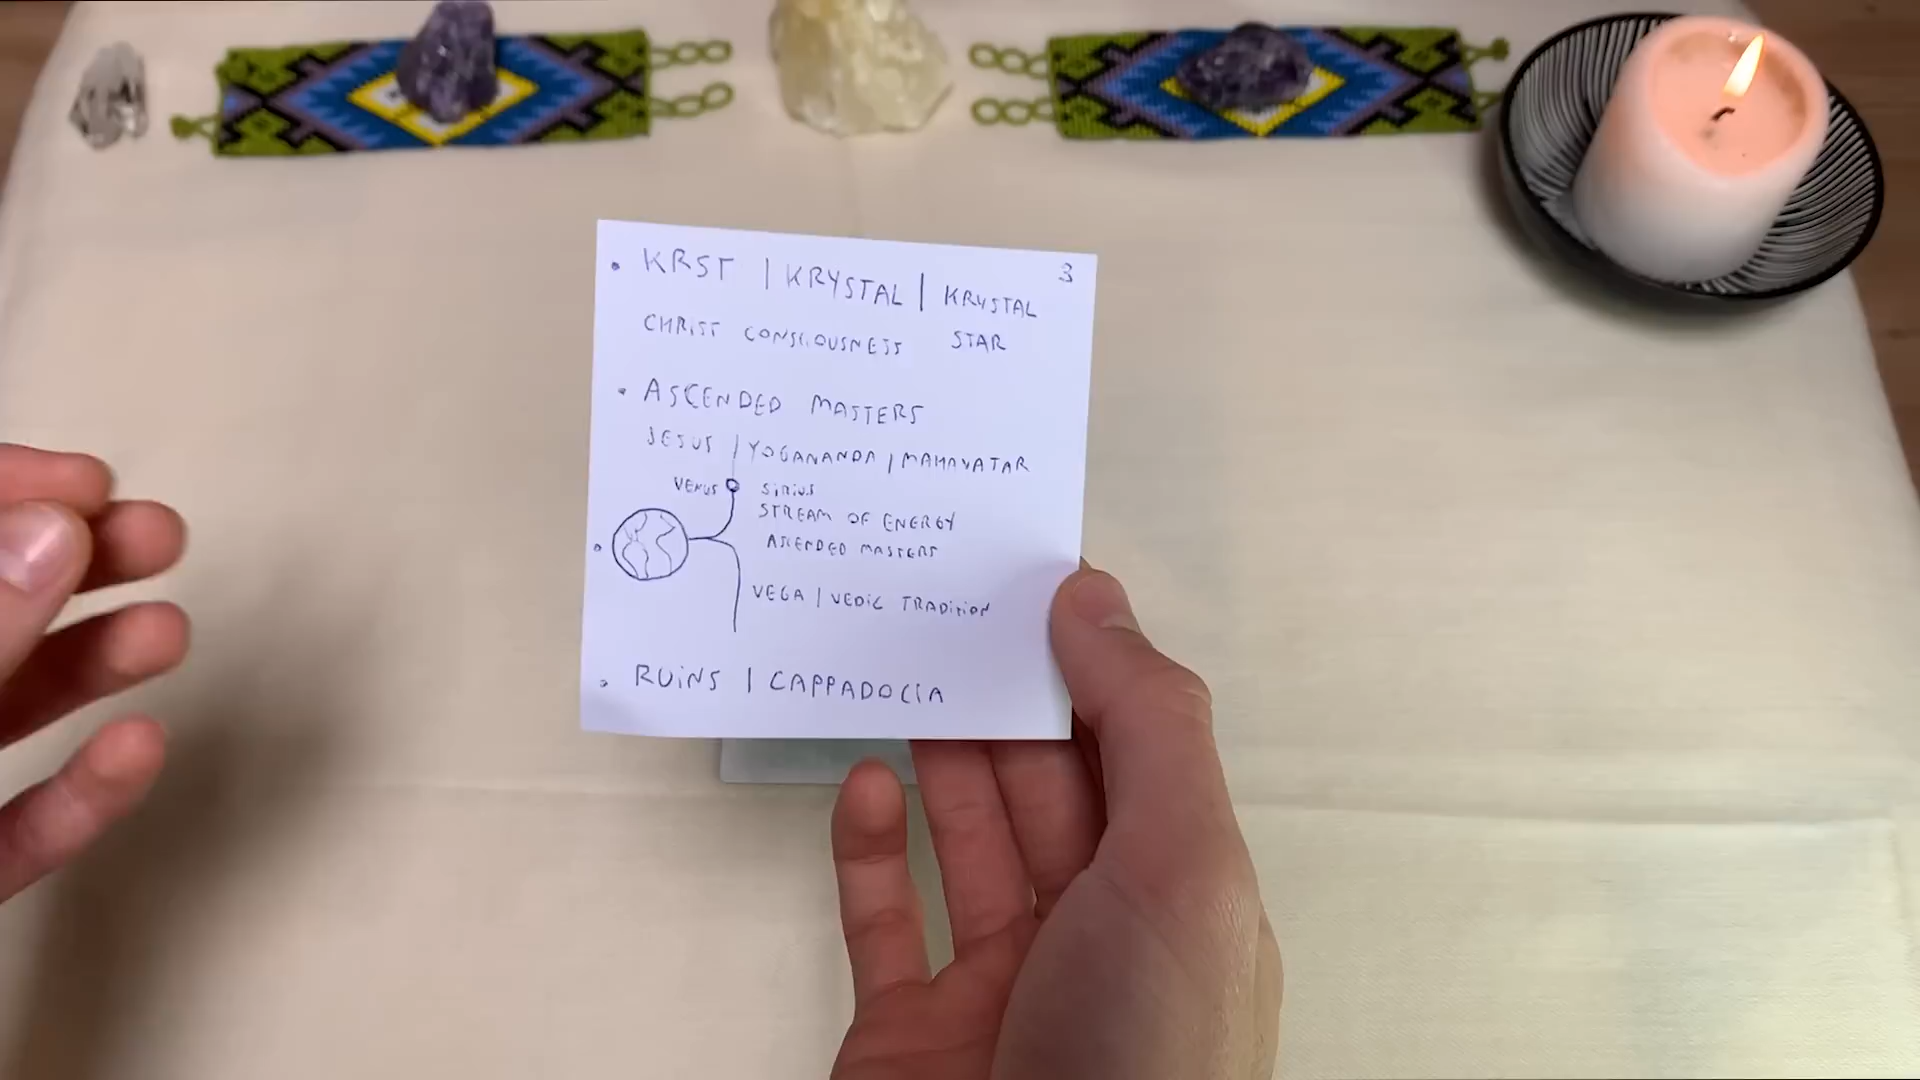 3
• KRST | KRYSTAL | KRYSTAL
CHRIST CONSCIOUSNESS STAR
• ASCENDED MASTERS
JESUS | YOGANANDA | MAHAVATAR
VENUS SIRIUS
STREAM OF ENERGY
ASCENDED MASTERS
VEGA | VEDIC TRADITION
• RUINS | CAPPADOCIA